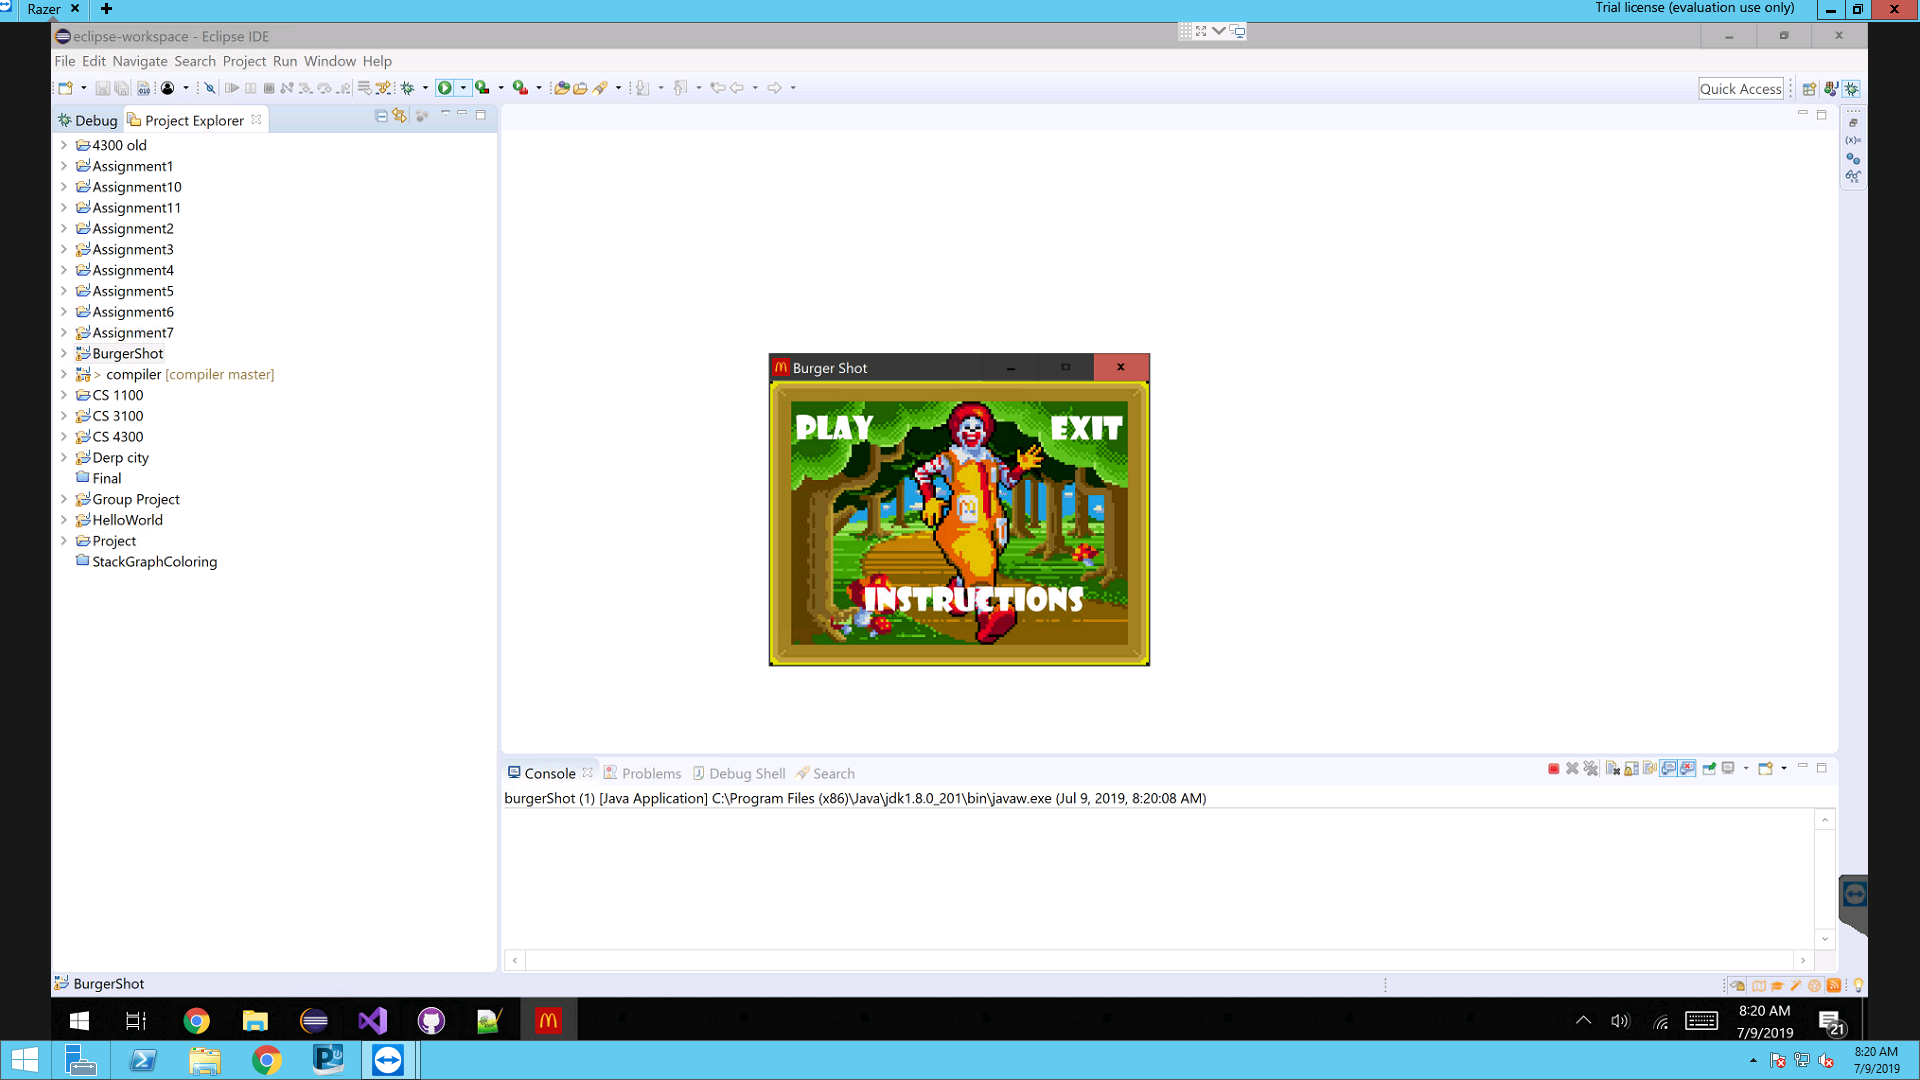 Razer
Trial license (evaluation use only)
eclipse-workspace - Eclipse IDE
File Edit Navigate Search Project Run Window Help
Quick Access
Debug Project Explorer
4300 old
Assignment1
Assignment10
Assignment11
Assignment2
Assignment3
Assignment4
Assignment5
Assignment6
Assignment7
BurgerShot
> compiler [compiler master]
CS 1100
CS 3100
CS 4300
Derp city
Final
Group Project
HelloWorld
Project
StackGraphColoring
Burger Shot
PLAY
EXIT
INSTRUCTIONS
Console Problems Debug Shell Search
burgerShot (1) [Java Application] C:\Program Files (x86)\Java\jdk1.8.0_201\bin\javaw.exe (Jul 9, 2019, 8:20:08 AM)
BurgerShot
8:20 AM
7/9/2019
21
8:20 AM
7/9/2019